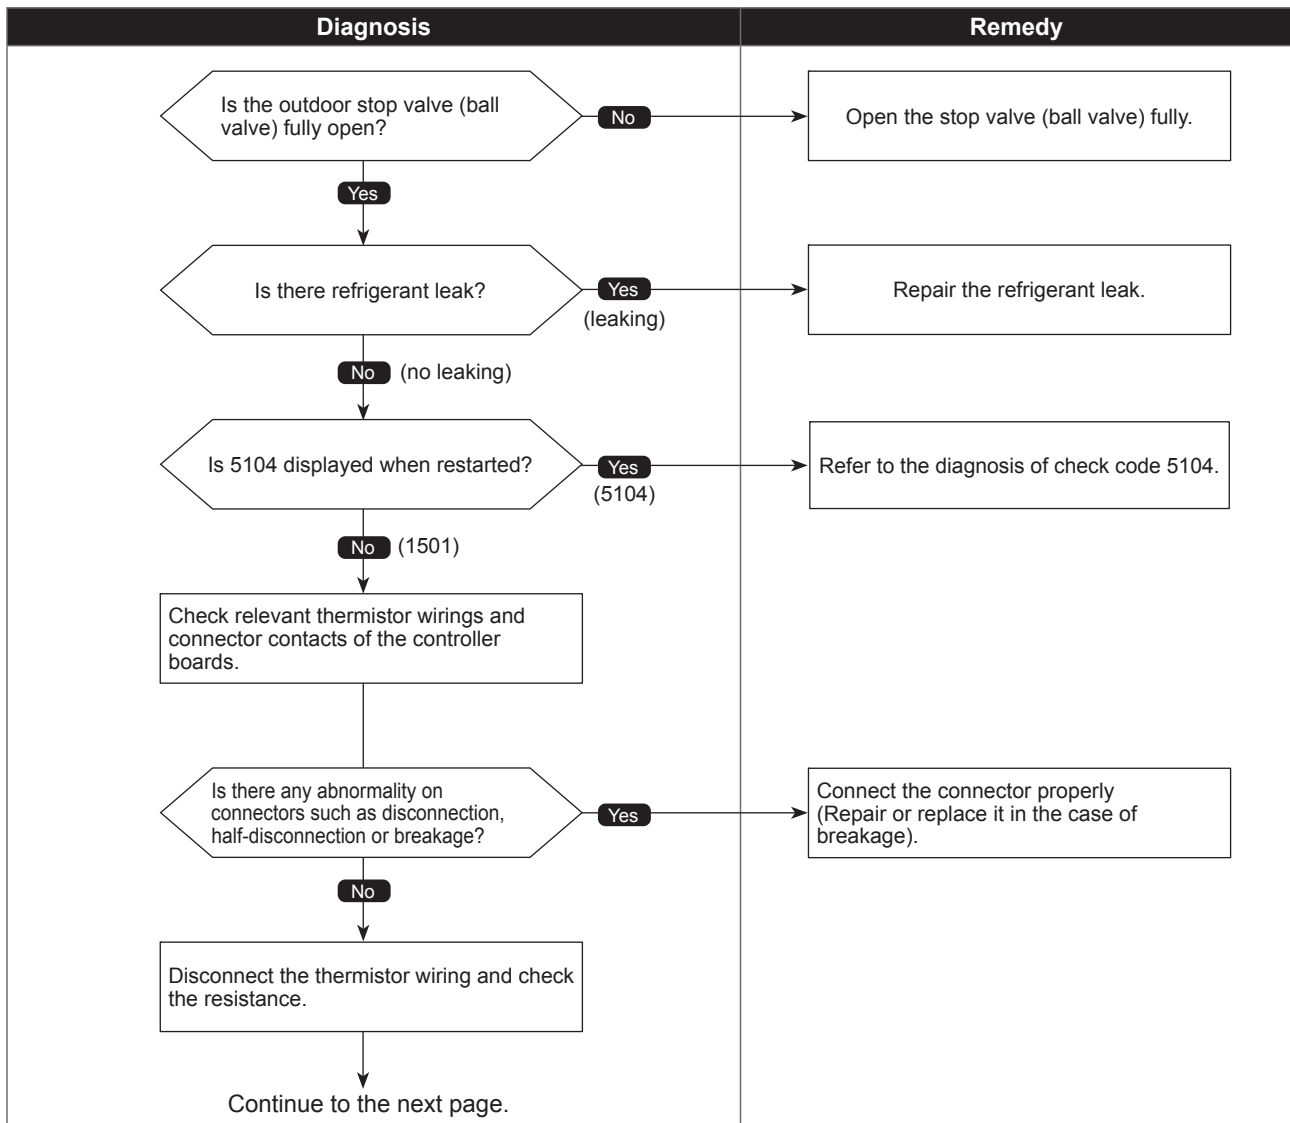 Diagnosis
Remedy
Is the outdoor stop valve (ball
valve) fully open?
No
Open the stop valve (ball valve) fully.
Yes
Is there refrigerant leak?
Yes
(leaking)
Repair the refrigerant leak.
No (no leaking)
Is 5104 displayed when restarted?
Yes
(5104)
Refer to the diagnosis of check code 5104.
No (1501)
Check relevant thermistor wirings and
connector contacts of the controller
boards.
Is there any abnormality on
connectors such as disconnection,
half-disconnection or breakage?
Yes
Connect the connector properly
(Repair or replace it in the case of
breakage).
No
Disconnect the thermistor wiring and check
the resistance.
Continue to the next page.